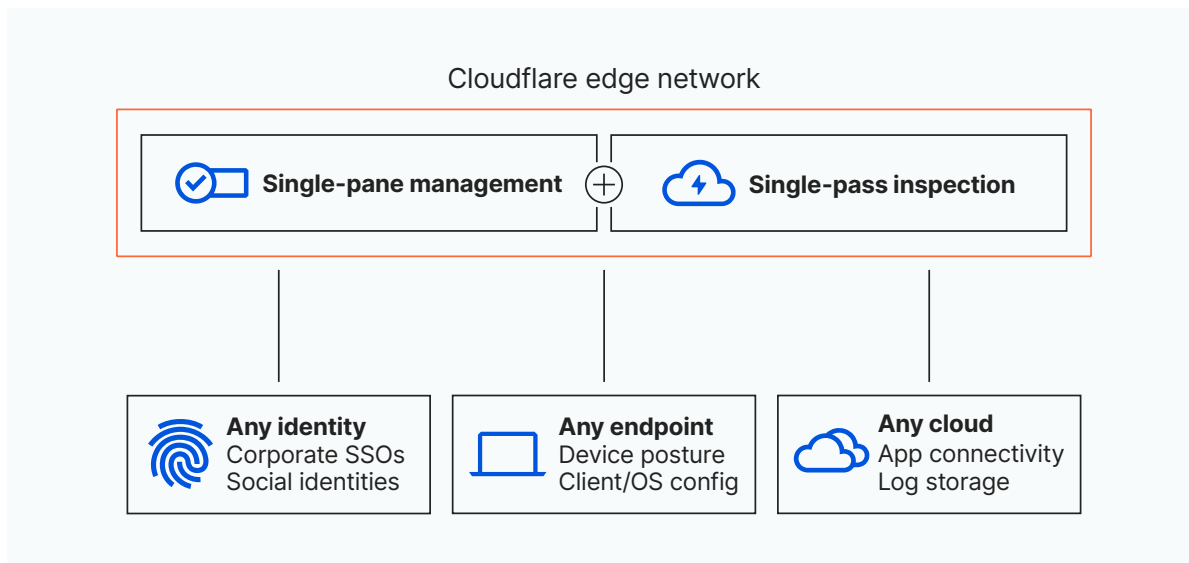 Cloudflare edge network
Single-pane management
Single-pass inspection
Any identity
Corporate SSOs
Social identities
Any endpoint
Device posture
Client/OS config
Any cloud
App connectivity
Log storage